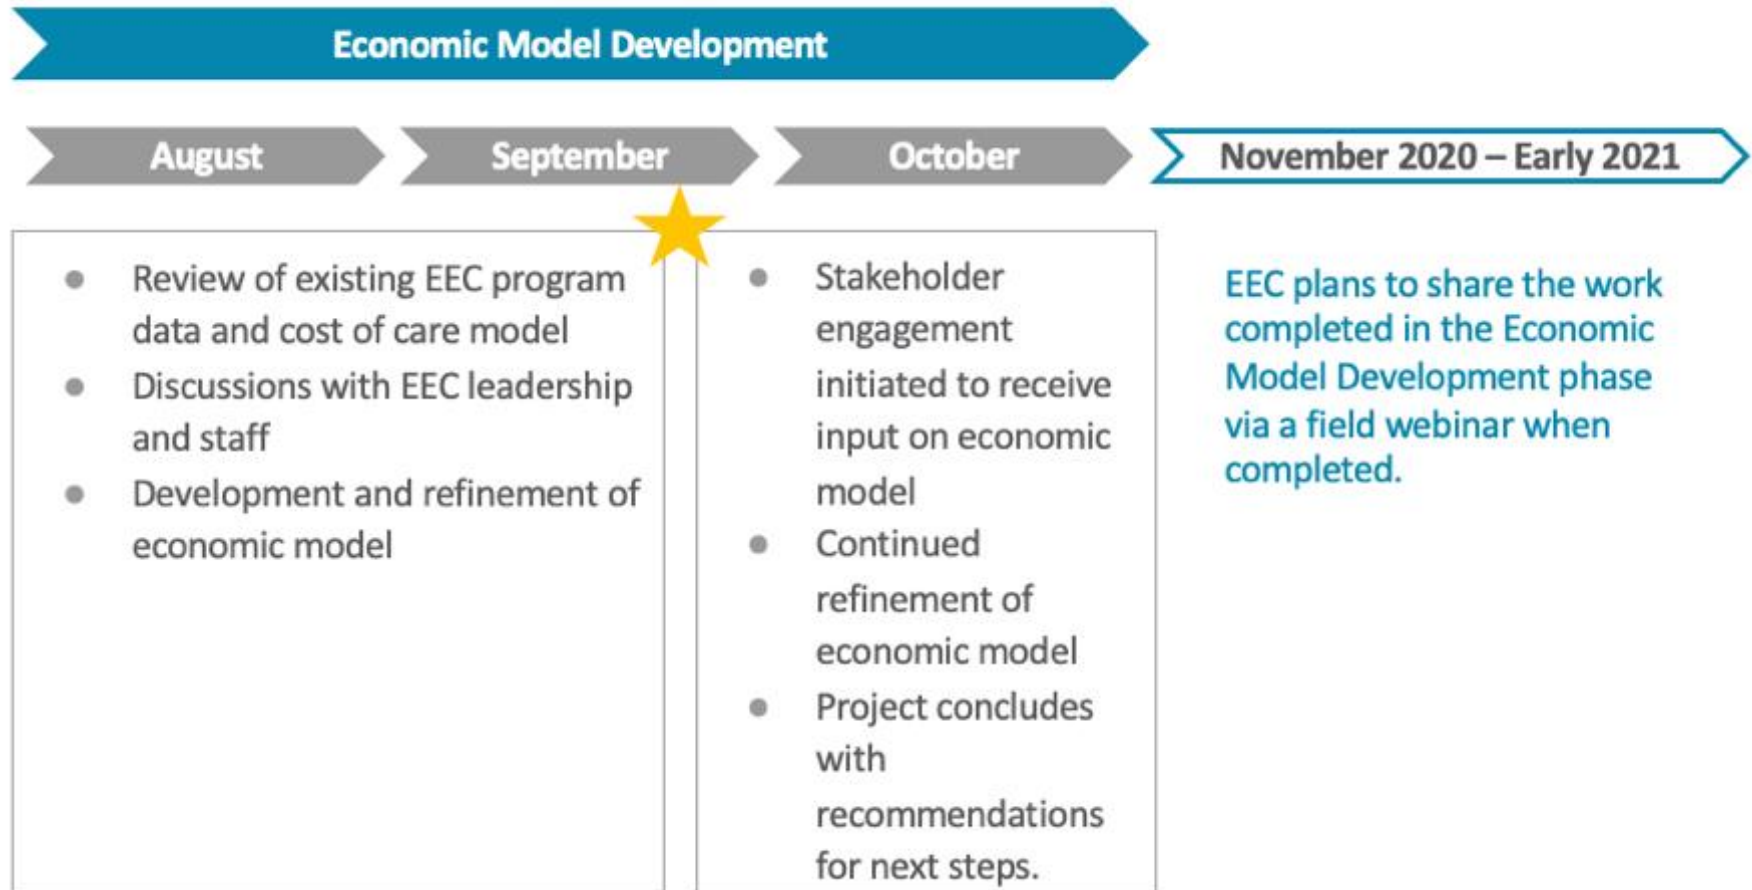 Economic Model Development
August
September
October
November 2020 – Early 2021
Review of existing EEC program
data and cost of care model
Discussions with EEC leadership
and staff
Development and refinement of
economic model
Stakeholder
engagement
initiated to receive
input on economic
model
Continued
refinement of
economic model
Project concludes
with
recommendations
for next steps.
EEC plans to share the work
completed in the Economic
Model Development phase
via a field webinar when
completed.